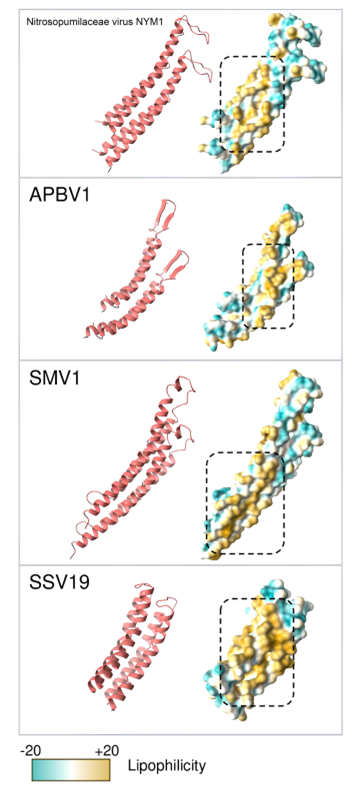 Nitrosopumilaceae virus NYM1
APBV1
SMV1
SSV19
-20 +20
Lipophilicity